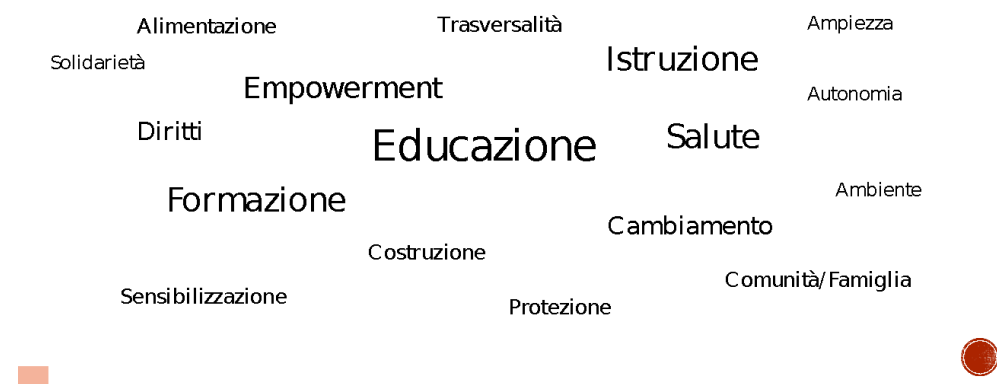 Alimentazione
Trasversalità
Ampiezza
Solidarietà
Istruzione
Empowerment
Autonomia
Diritti
Educazione
Salute
Formazione
Ambiente
Cambiamento
Costruzione
Comunità/Famiglia
Sensibilizzazione
Protezione